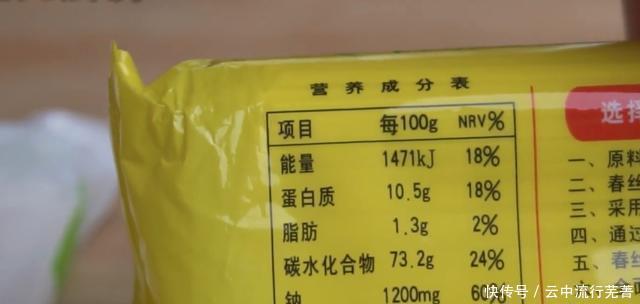 营养成分表
项目 每100g NRV%
能量 1471kJ 18%
蛋白质 10.5g 18%
脂肪 1.3g 2%
碳水化合物 73.2g 24%
钠 1200mg 60%
选择
一、原料
二、春丝
三、采用
四、通过
五、春丝
快传号/云中流行芜菁